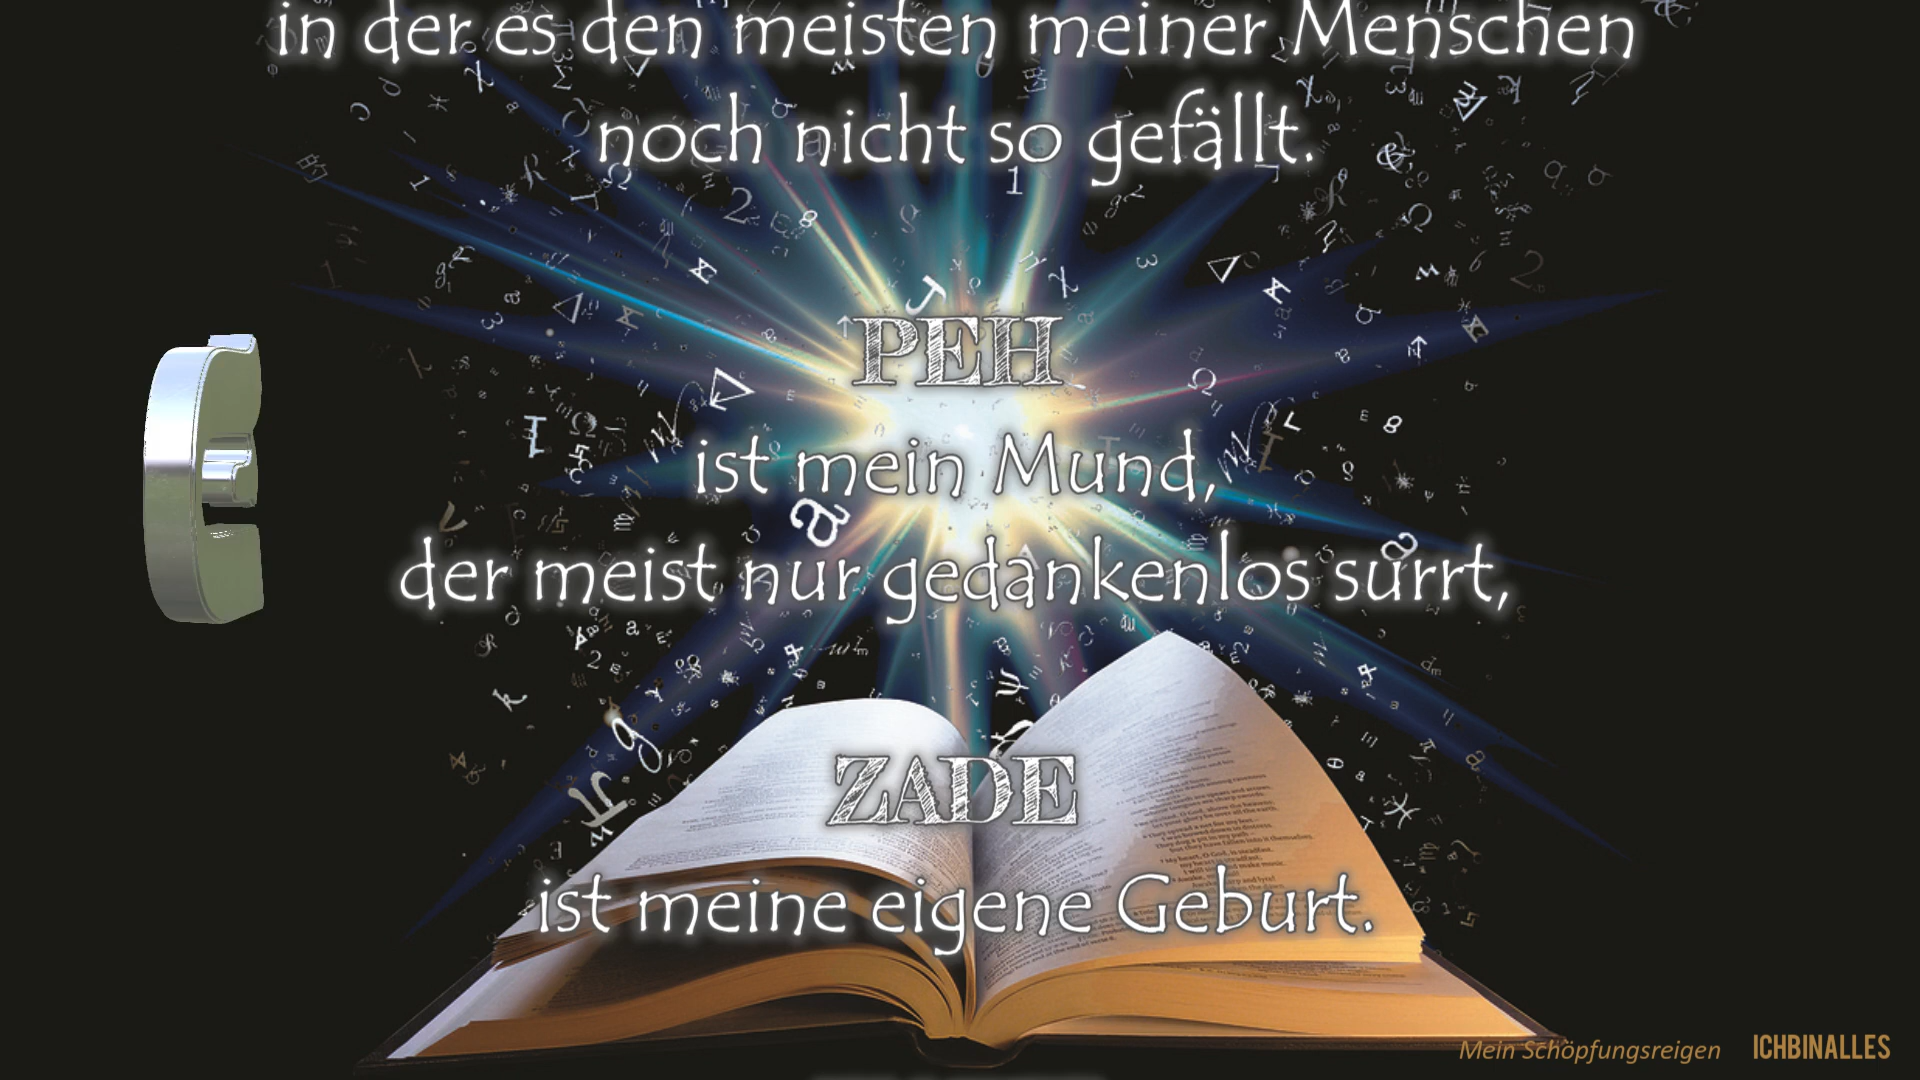 in der es den meisten meiner Menschen
noch nicht so gefällt.
PEH
ist mein Mund,
der meist nur gedankenlos surrt,
ZADE
ist meine eigene Geburt.
Mein Schöpfungsreigen ICHBINALLES